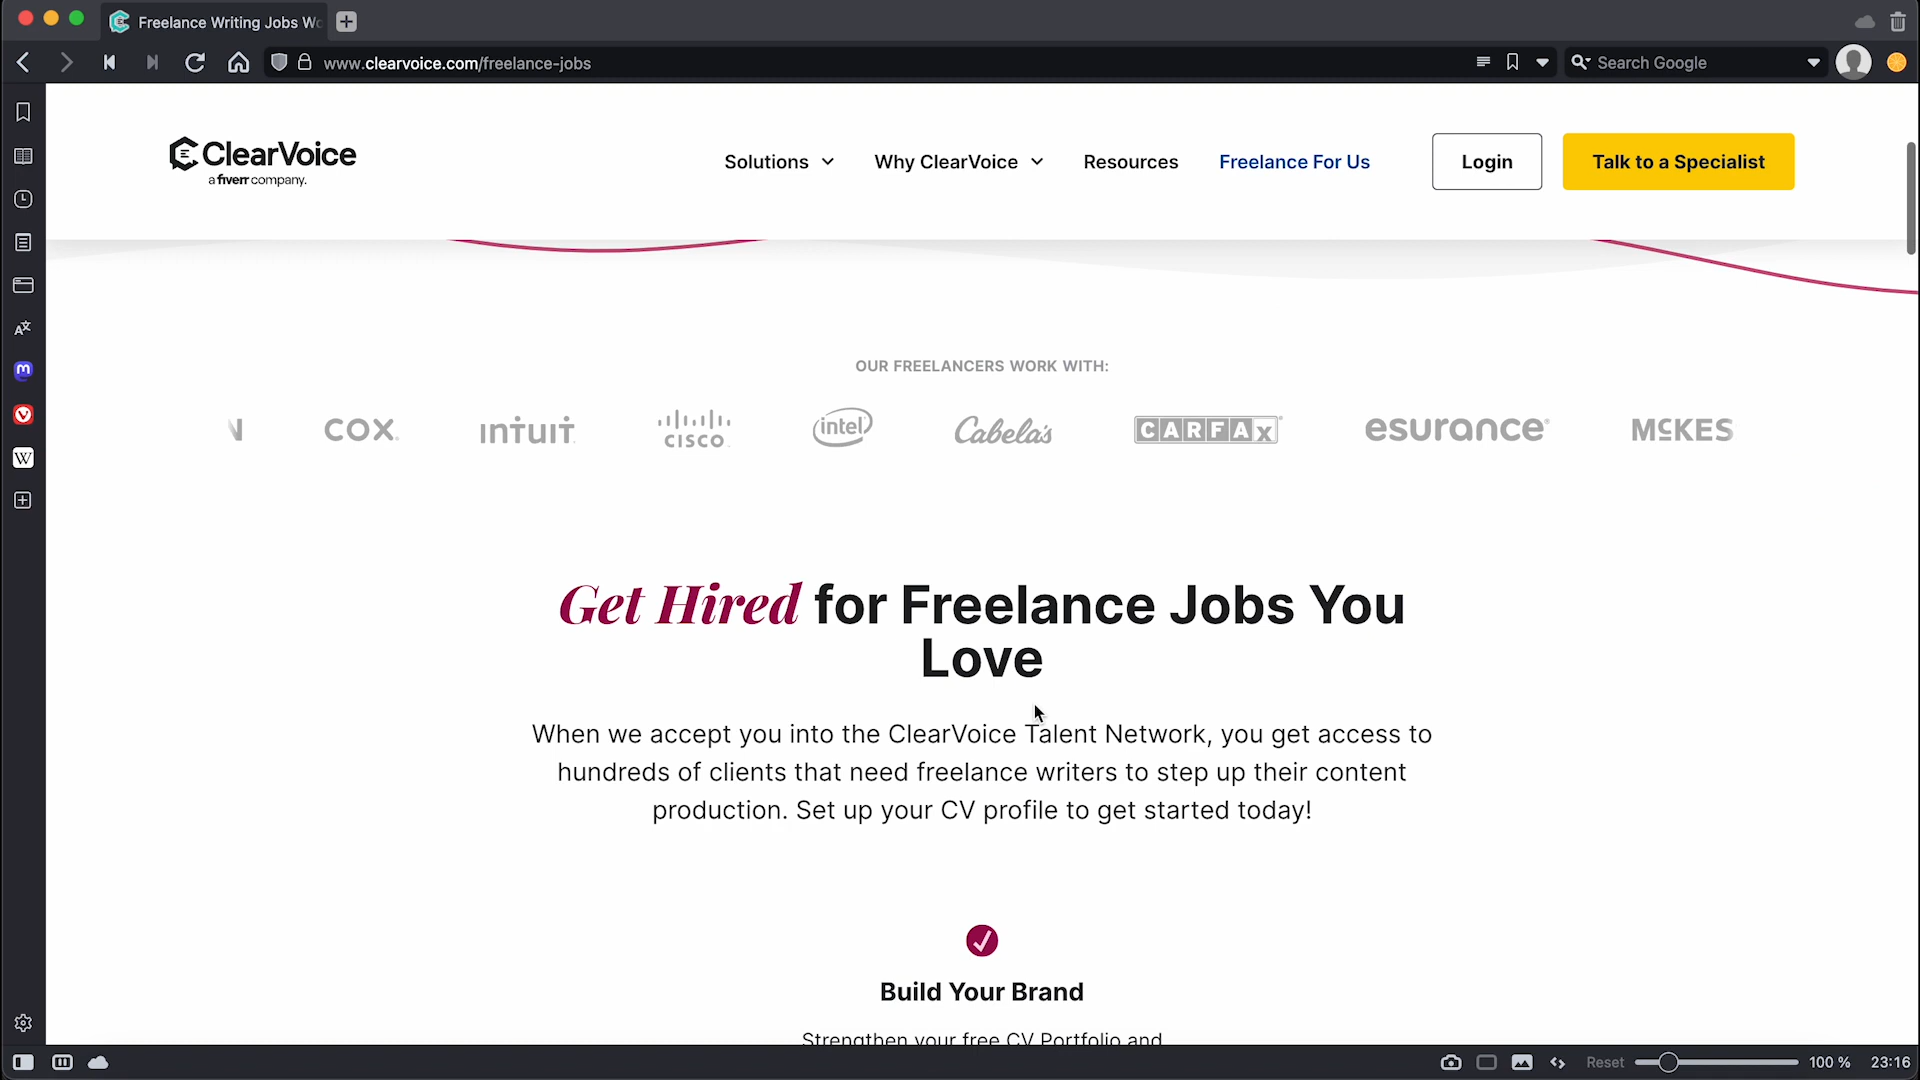 Freelance Writing Jobs Wo
www.clearvoice.com/freelance-jobs
Search Google
ClearVoice
a fiverr company.
Solutions
Why ClearVoice
Resources
Freelance For Us
Login
Talk to a Specialist
OUR FREELANCERS WORK WITH:
COX
intuit
CISCO
intel
Cabela's
CARFAX
esurance
MCKES
Get Hired for Freelance Jobs You
Love
When we accept you into the ClearVoice Talent Network, you get access to
hundreds of clients that need freelance writers to step up their content
production. Set up your CV profile to get started today!
Build Your Brand
Strengthen your free CV Portfolio and
Reset
100 %
23:16